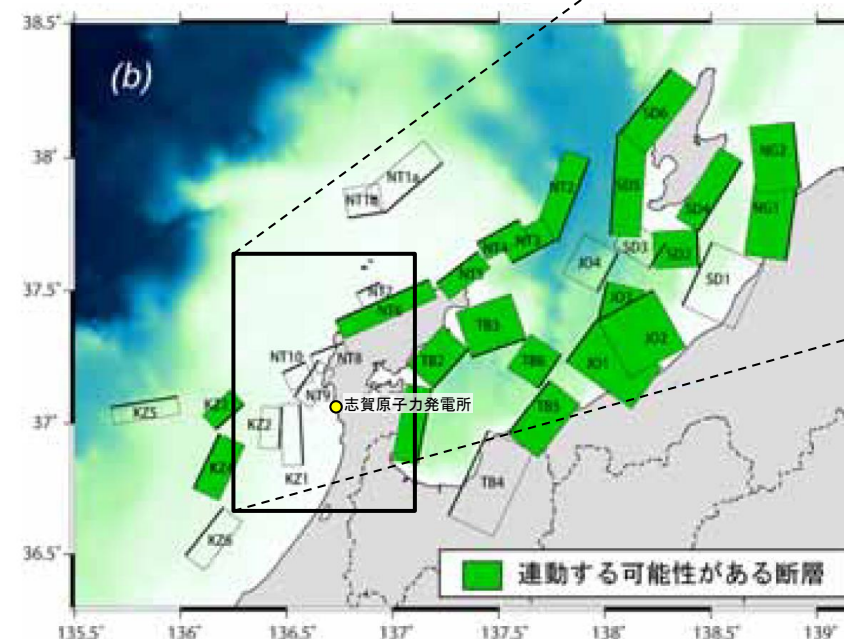 38.5°
(b)
SD6
38°
NG2
NT1a
NT1b
NT2
SD5
SD4
NG1
NT4
NT3
SD3
SD2
JO4
NT5
SD1
37.5°
NT7
NT6
JO3
TB3
JO2
NT10
NT8
TB2
TB6
JO1
NT9
志賀原子力発電所
KZ5
TB5
37°
KZ2
KZ1
TB4
KZ6
36.5°
連動する可能性がある断層
135.5°
136°
136.5°
137°
137.5°
138°
138.5°
139°